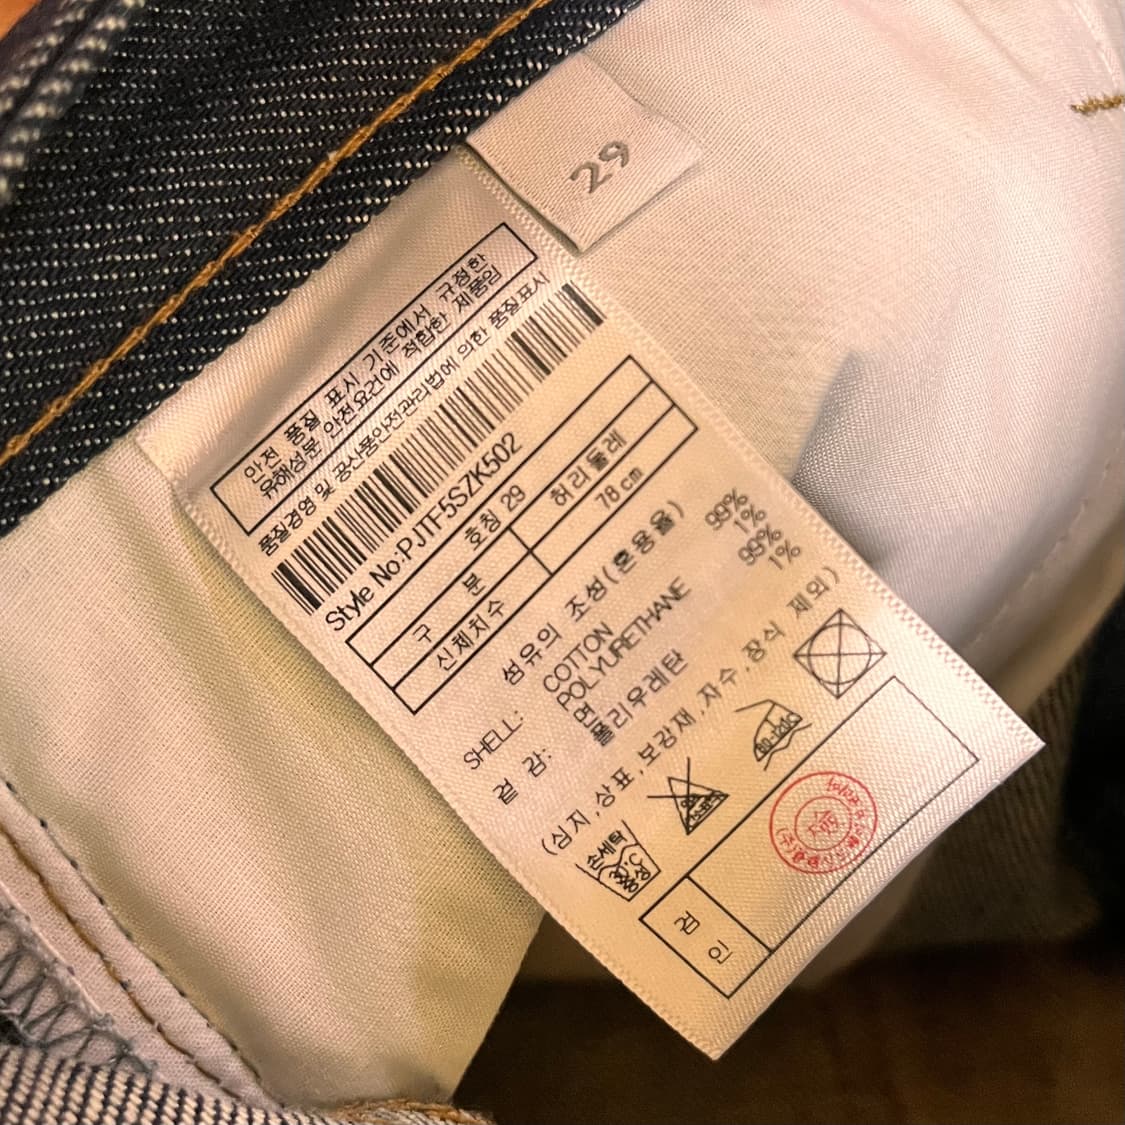 29
안전 품질 표시 기준에서 규정한
유해성분 안전요건에 적합한 제품임
품질경영 및 공산품안전관리법에 의한 품질표시
Style No:PJTF5SZK502
구 분 호칭 29 허리둘레
신체치수 78 cm
섬유의 조성(혼용율)
SHELL: COTTON 99%
POLYURETHANE 1%
겉 감: 면 99%
폴리우레탄 1%
(심지,상표,보강재,자수,장식 제외)
손세탁
80-120C
검 인